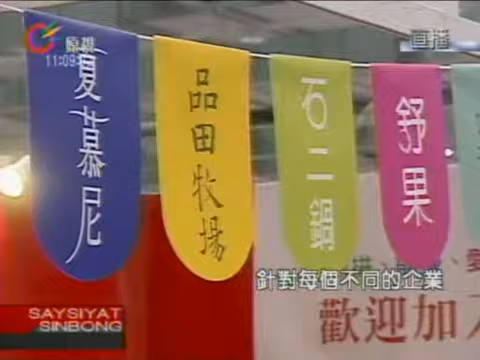 原視
直播
11:09
夏慕尼
品田牧場
石二鍋
舒果
針對每個不同的企業
歡迎加入
SAYSIYAT
SINBONG